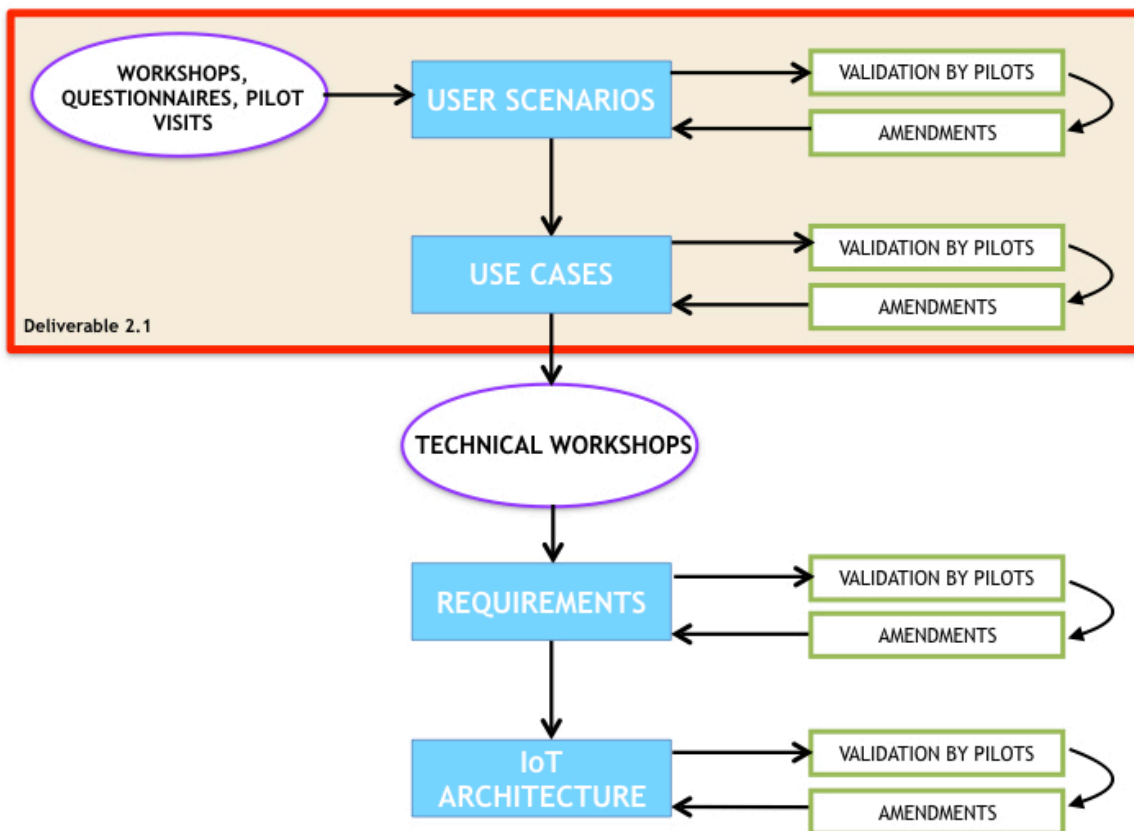 WORKSHOPS,
QUESTIONNAIRES, PILOT
VISITS
USER SCENARIOS
VALIDATION BY PILOTS
AMENDMENTS
USE CASES
VALIDATION BY PILOTS
AMENDMENTS
Deliverable 2.1
TECHNICAL WORKSHOPS
REQUIREMENTS
VALIDATION BY PILOTS
AMENDMENTS
IoT
ARCHITECTURE
VALIDATION BY PILOTS
AMENDMENTS